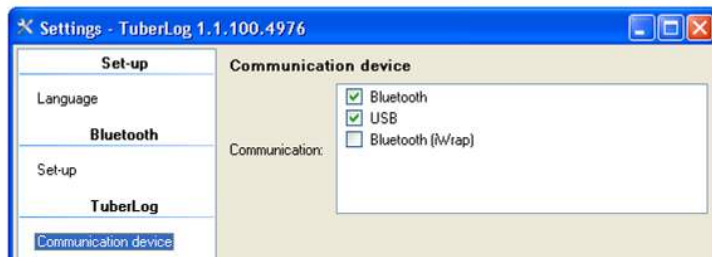 Settings - TuberLog 1.1.100.4976
Set-up
Language
Bluetooth
Set-up
TuberLog
Communication device
Communication device
Communication:
Bluetooth
USB
Bluetooth (iWrap)